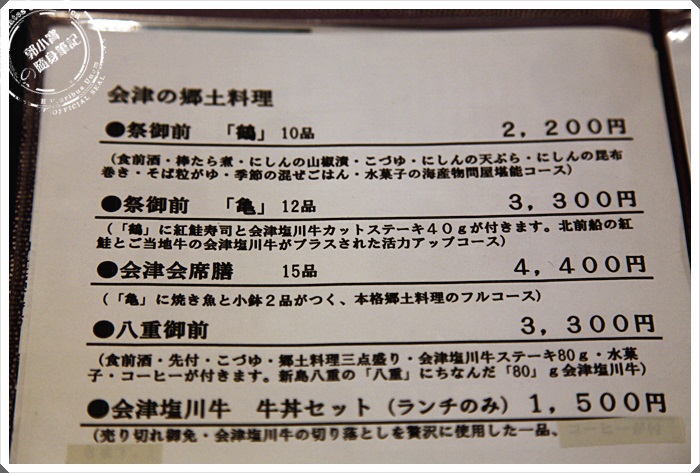 郭小寶
の隨身筆記
OFFICIAL SEAL
会津の郷土料理
●祭御前 「鶴」10品 2,200円
(食前酒・棒たら煮・にしんの山椒漬・こづゆ・にしんの天ぷら・にしんの昆布
巻き・そば粒がゆ・季節の混ぜごはん・水菓子の海産物問屋堪能コース)
●祭御前 「亀」12品 3,300円
(「鶴」に紅鮭寿司と会津塩川牛カットステーキ40gが付きます。北前船の紅
鮭とご当地牛の会津塩川牛がプラスされた活力アップコース)
●会津会席膳 15品 4,400円
(「亀」に焼き魚と小鉢2品がつく、本格郷土料理のフルコース)
●八重御前 3,300円
(食前酒・先付・こづゆ・郷土料理三点盛り・会津塩川牛ステーキ80g・水菓
子・コーヒーが付きます。新島八重の「八重」にちなんだ「80」g会津塩川牛)
●会津塩川牛 牛丼セット(ランチのみ) 1,500円
(売り切れ御免・会津塩川牛の切り落としを贅沢に使用した一品、